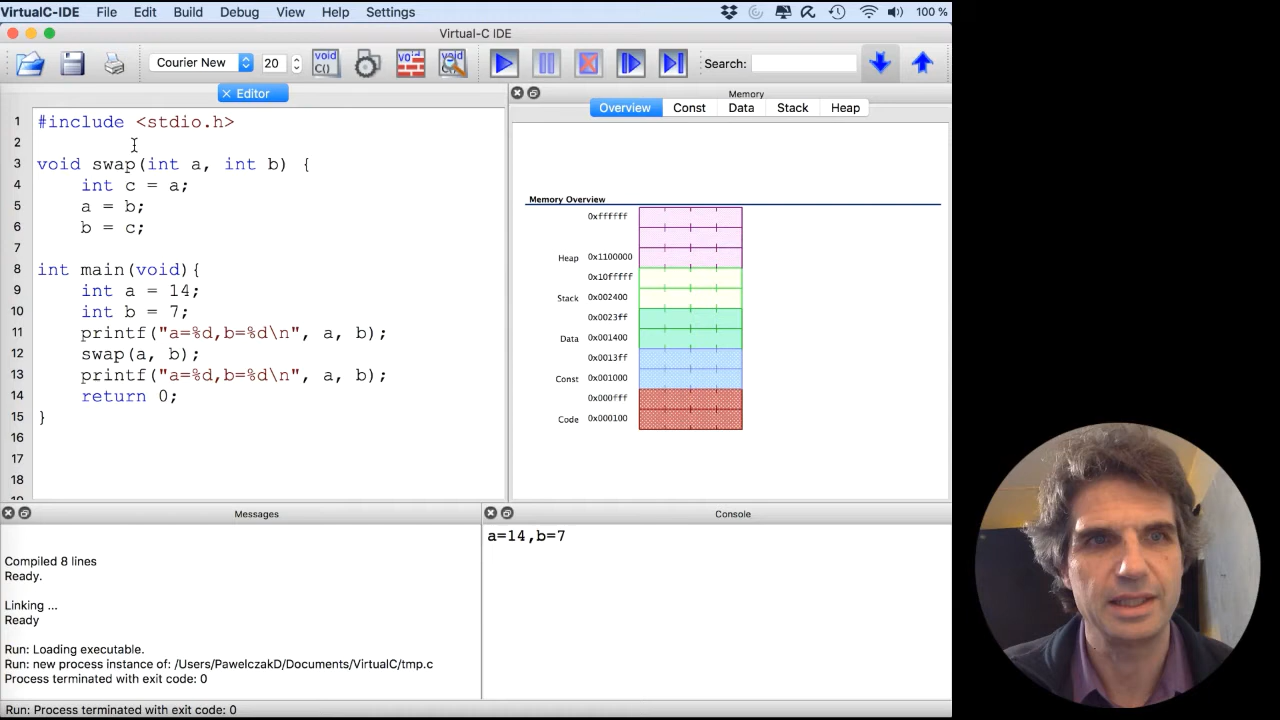 VirtualC-IDE File Edit Build Debug View Help Settings 100 %
Virtual-C IDE
Courier New 20 void C() Search:
Editor
1 #include <stdio.h>
2
3 void swap(int a, int b) {
4 int c = a;
5 a = b;
6 b = c;
7
8 int main(void){
9 int a = 14;
10 int b = 7;
11 printf("a=%d,b=%d\n", a, b);
12 swap(a, b);
13 printf("a=%d,b=%d\n", a, b);
14 return 0;
15 }
16
17
18
Memory
Overview Const Data Stack Heap
Memory Overview
0xffffff
Heap 0x1100000
0x10fffff
Stack 0x002400
0x0023ff
Data 0x001400
0x0013ff
Const 0x001000
0x000fff
Code 0x000100
Messages
Compiled 8 lines
Ready.
Linking ...
Ready
Run: Loading executable.
Run: new process instance of: /Users/PawelczakD/Documents/VirtualC/tmp.c
Process terminated with exit code: 0
Console
a=14,b=7
Run: Process terminated with exit code: 0